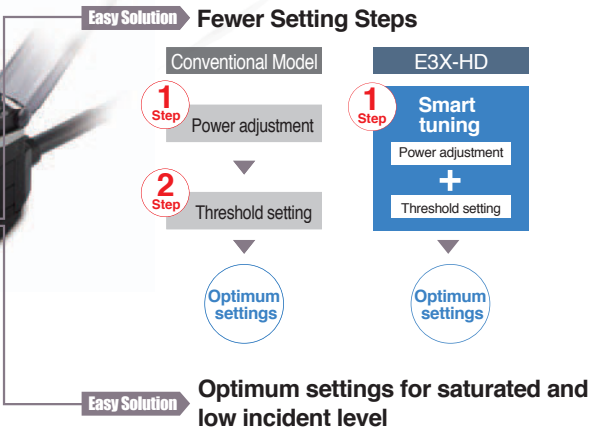 Easy Solution Fewer Setting Steps
Conventional Model
1
Step
Power adjustment
2
Step
Threshold setting
Optimum
settings
E3X-HD
1
Step
Smart
tuning
Power adjustment
+
Threshold setting
Optimum
settings
Easy Solution Optimum settings for saturated and
low incident level